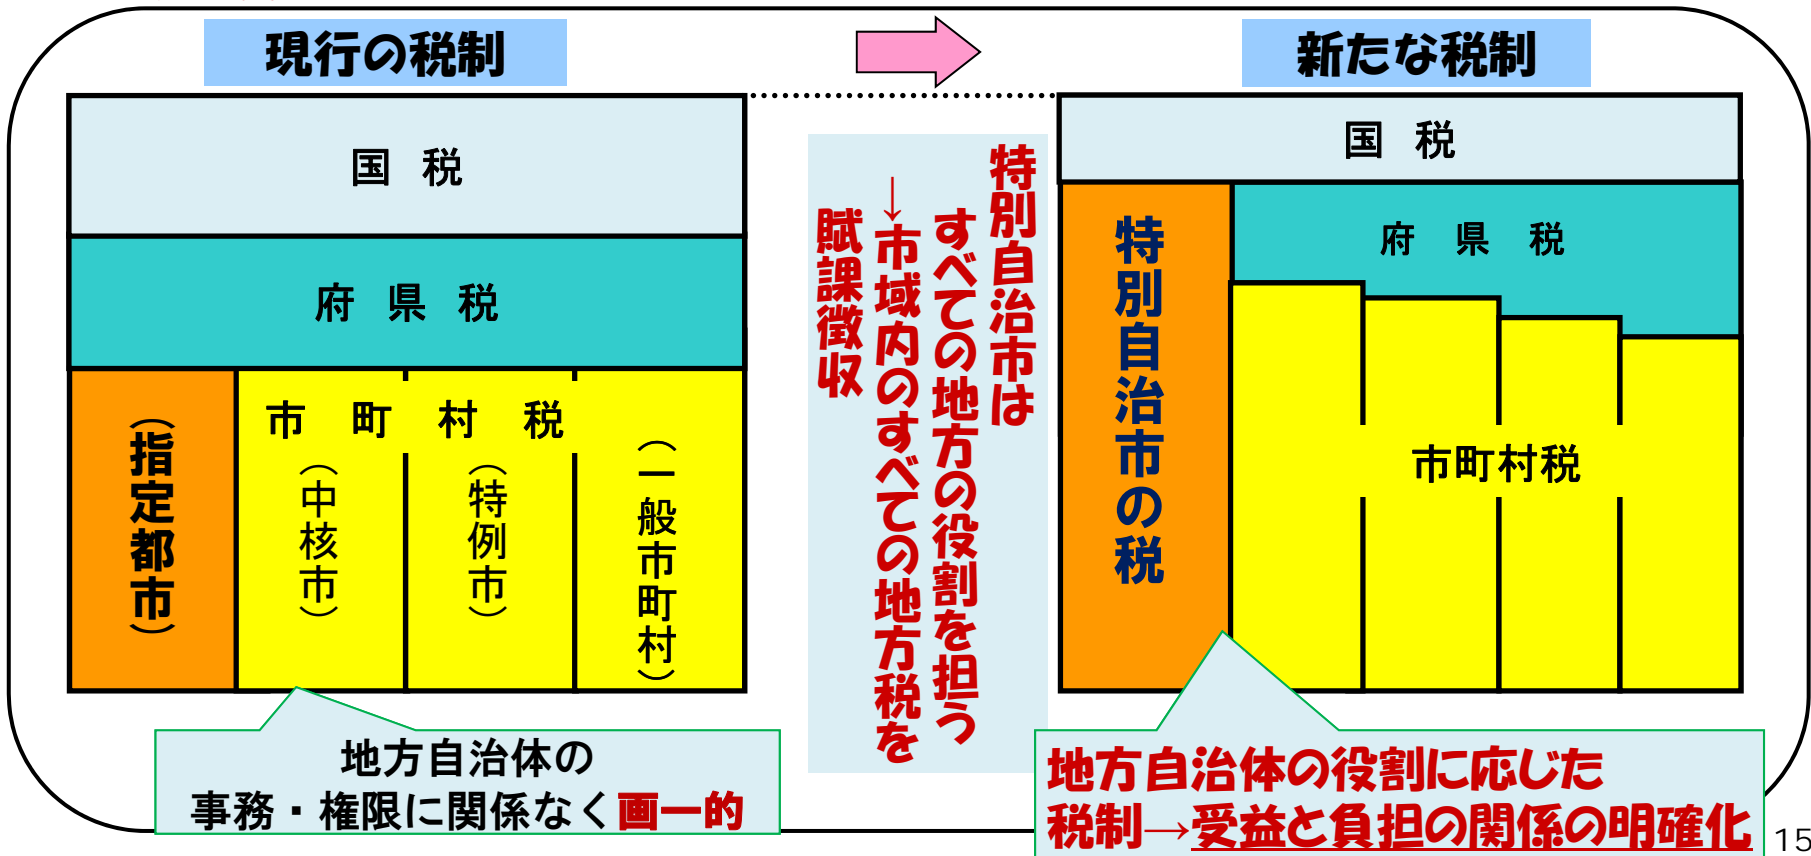 現行の税制
新たな税制
国 税
府 県 税
(指定都市)
市 町 村 税
(中核市)
(特例市)
(一般市町村)
地方自治体の
事務・権限に関係なく画一的
特別自治市は
すべての地方の役割を担う
→市域内のすべての地方税を
賦課徴収
国 税
特別自治市の税
府 県 税
市町村税
地方自治体の役割に応じた
税制→受益と負担の関係の明確化
15